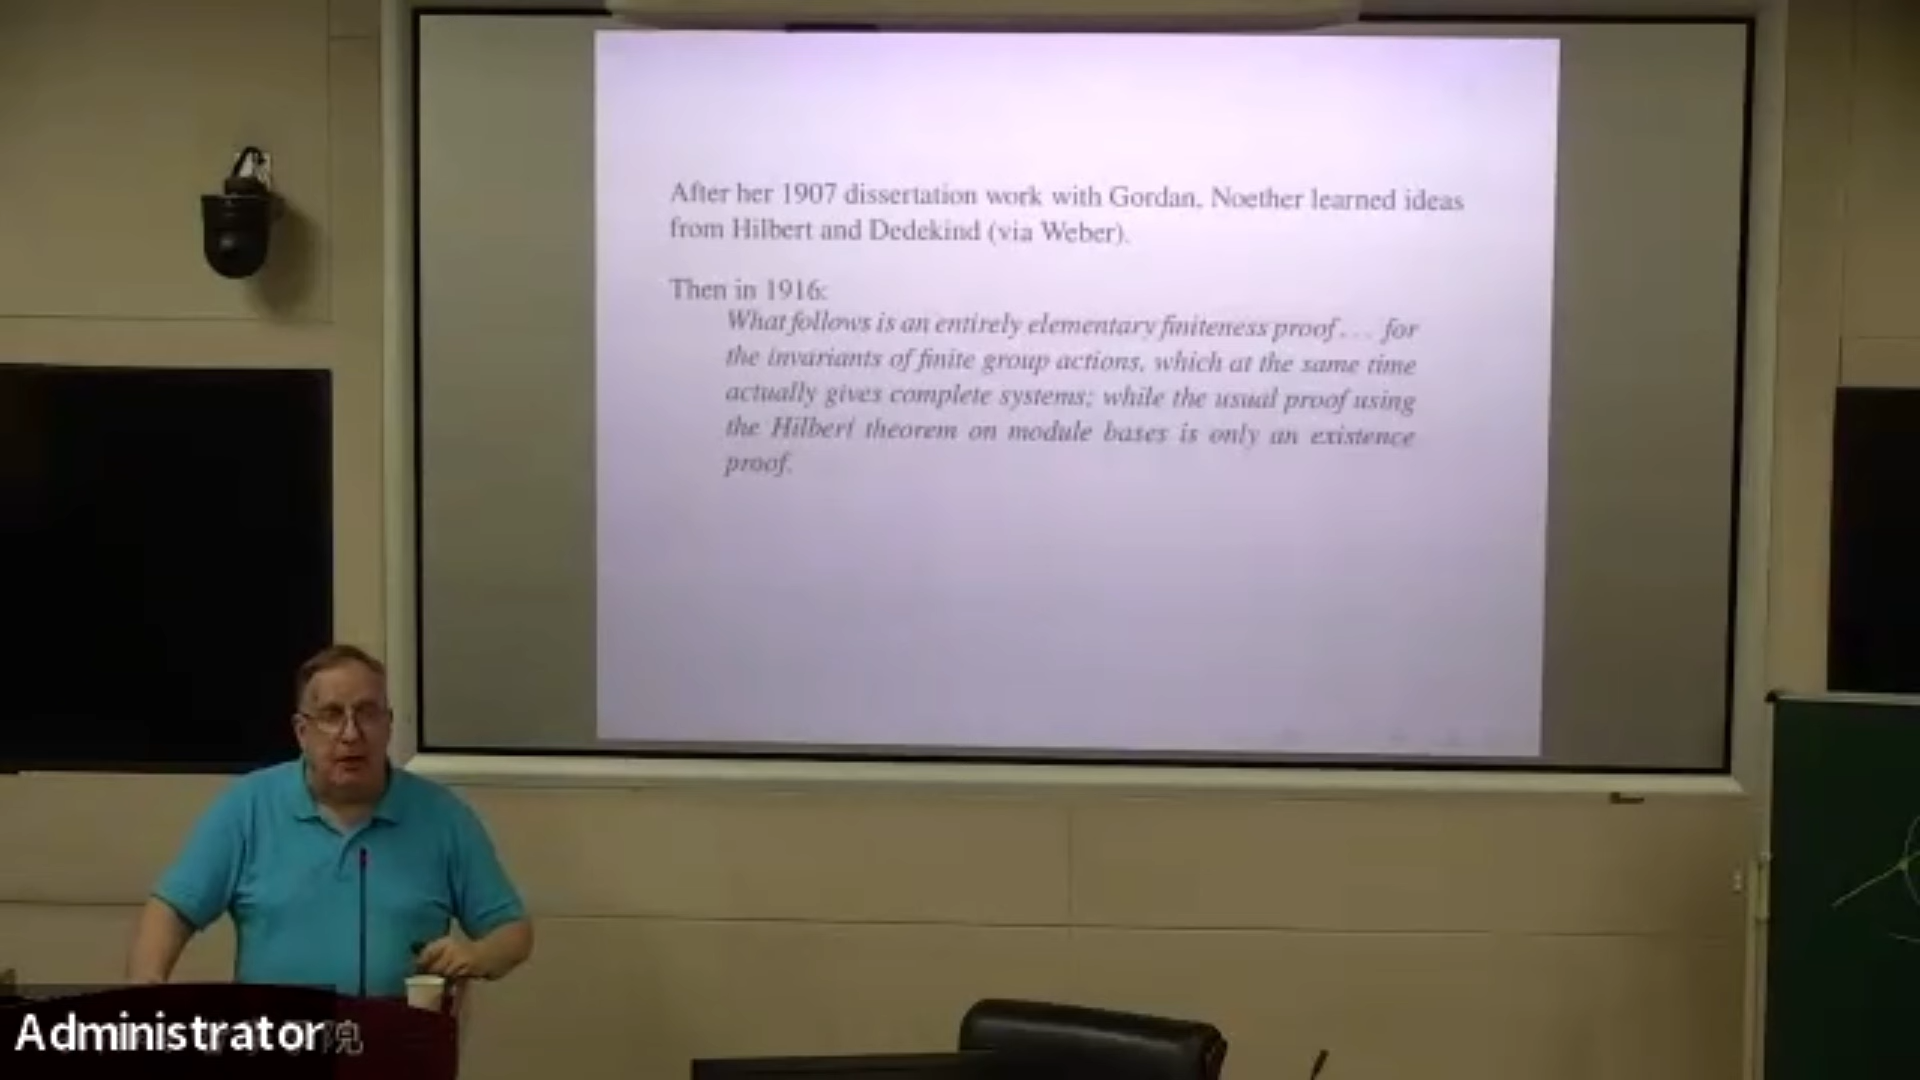 After her 1907 dissertation work with Gordan, Noether learned ideas
from Hilbert and Dedekind (via Weber).
Then in 1916:
What follows is an entirely elementary finiteness proof… for
the invariants of finite group actions, which at the same time
actually gives complete systems; while the usual proof using
the Hilbert theorem on module bases is only an existence
proof.
Administrator